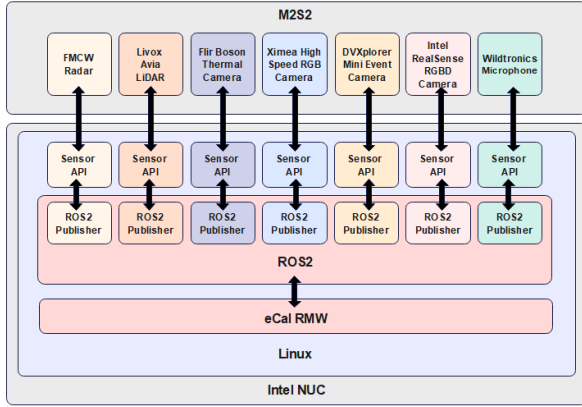 M2S2
FMCW
Radar
Livox
Avia
LiDAR
Flir Boson
Thermal
Camera
Ximea High
Speed RGB
Camera
DVXplorer
Mini Event
Camera
Intel
RealSense
RGBD
Camera
Wildtronics
Microphone
Sensor
API
Sensor
API
Sensor
API
Sensor
API
Sensor
API
Sensor
API
Sensor
API
ROS2
Publisher
ROS2
Publisher
ROS2
Publisher
ROS2
Publisher
ROS2
Publisher
ROS2
Publisher
ROS2
Publisher
ROS2
eCal RMW
Linux
Intel NUC